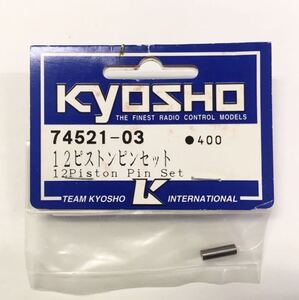 KYOSHO
THE FINEST RADIO CONTROL MODELS
74521-03 ●400
12ピストンピンセット
12Piston Pin Set
TEAM KYOSHO K INTERNATIONAL